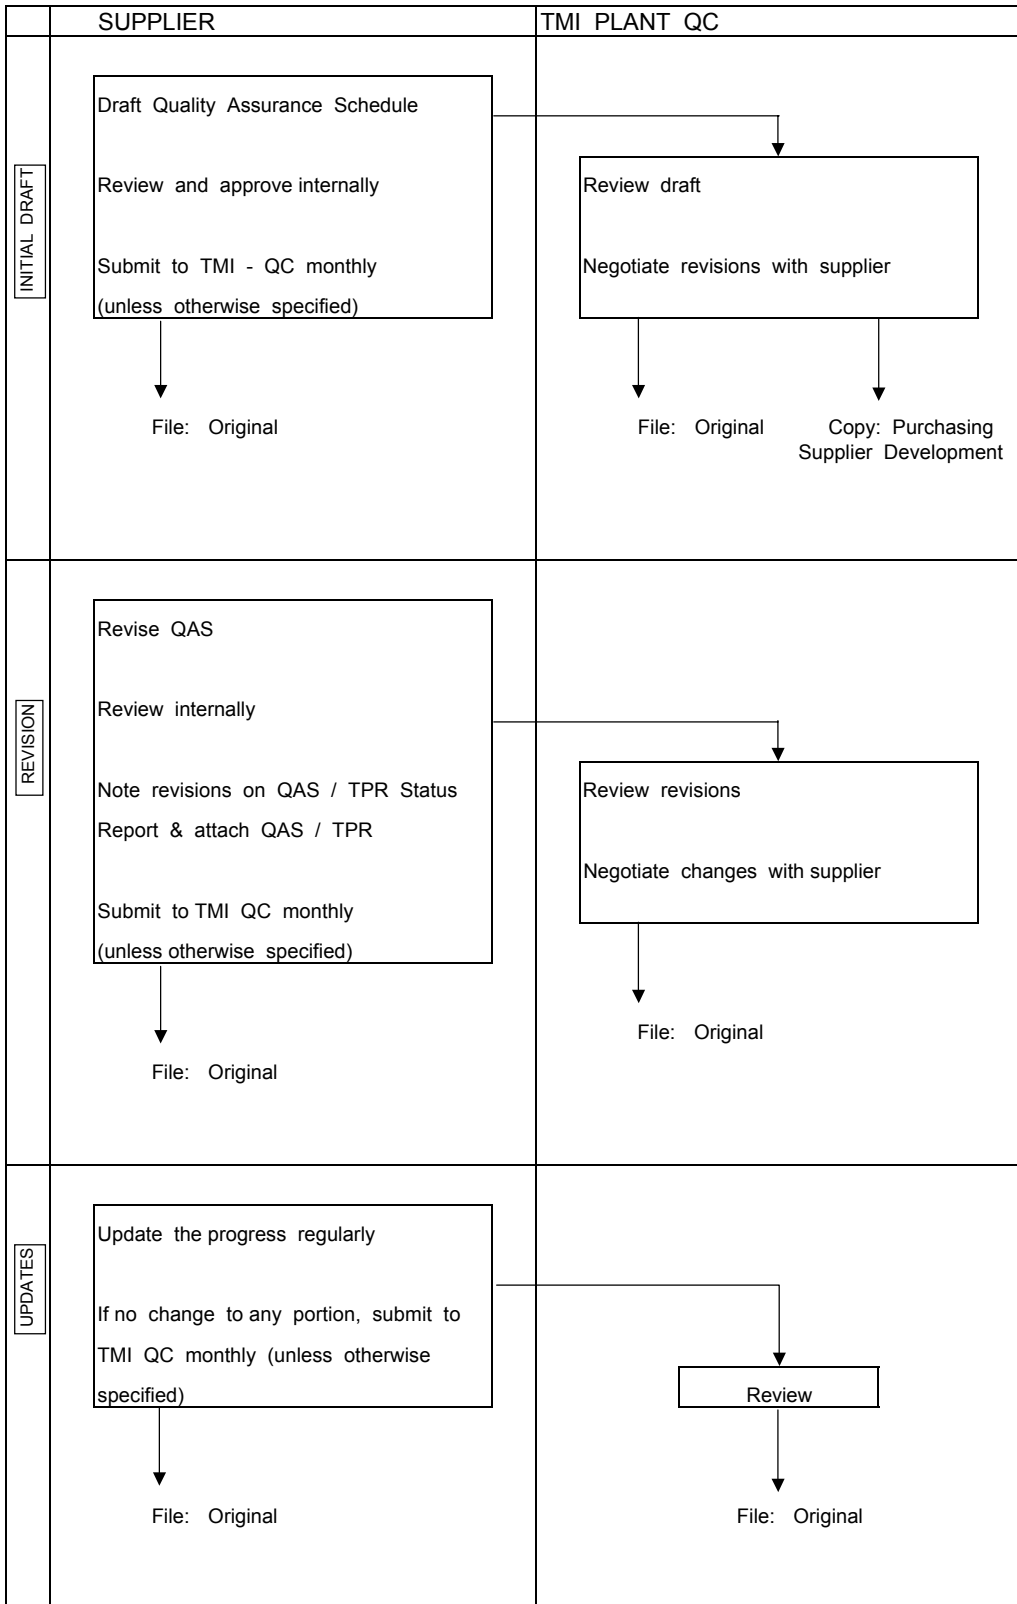 SUPPLIER
TMI PLANT QC
INITIAL DRAFT
Draft Quality Assurance Schedule
Review and approve internally
Submit to TMI - QC monthly
(unless otherwise specified)
File: Original
Review draft
Negotiate revisions with supplier
File: Original
Copy: Purchasing
Supplier Development
REVISION
Revise QAS
Review internally
Note revisions on QAS / TPR Status
Report & attach QAS / TPR
Submit to TMI QC monthly
(unless otherwise specified)
File: Original
Review revisions
Negotiate changes with supplier
File: Original
UPDATES
Update the progress regularly
If no change to any portion, submit to
TMI QC monthly (unless otherwise
specified)
File: Original
Review
File: Original